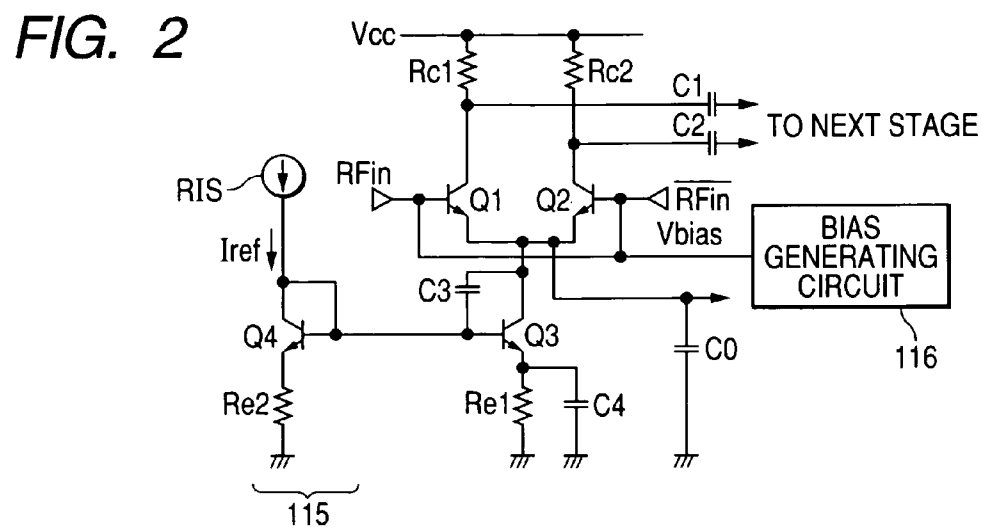 FIG. 2
Vcc
Rc1
Rc2
C1
C2
TO NEXT STAGE
RFin
RIS
Q1
Q2
R̅F̅i̅n̅
Vbias
BIAS
GENERATING
CIRCUIT
Iref
C3
Q4
Q3
C0
116
Re2
Re1
C4
115